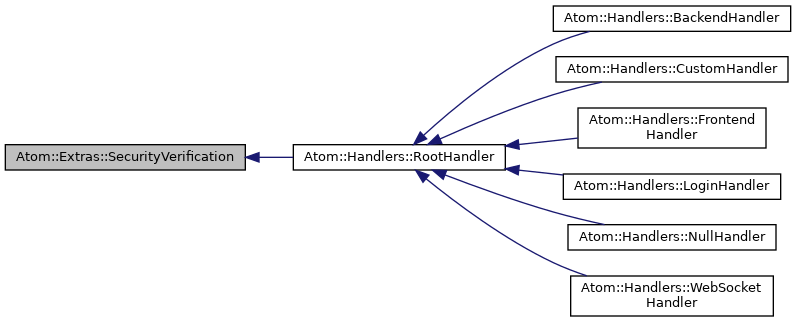 Atom::Extras::SecurityVerification
Atom::Handlers::RootHandler
Atom::Handlers::BackendHandler
Atom::Handlers::CustomHandler
Atom::Handlers::Frontend
Handler
Atom::Handlers::LoginHandler
Atom::Handlers::NullHandler
Atom::Handlers::WebSocket
Handler